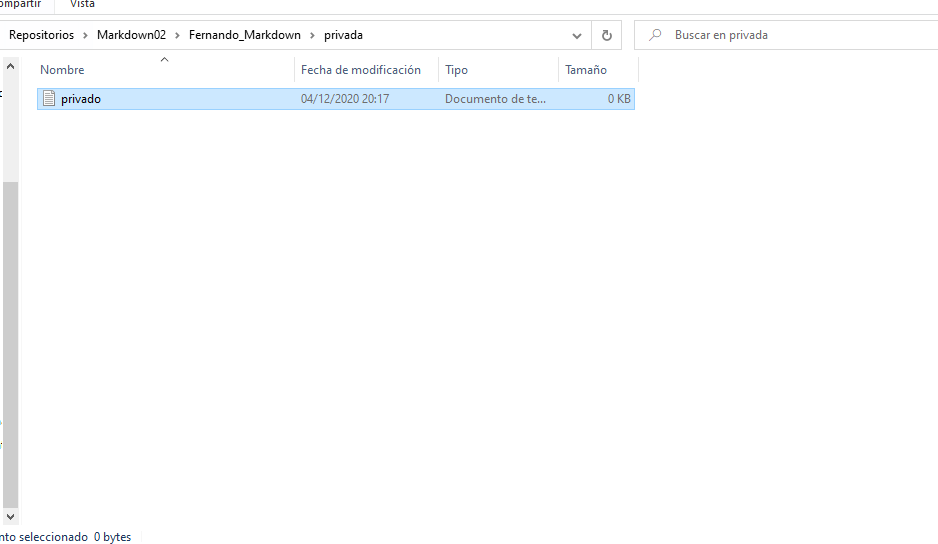 ompartir Vista
Repositorios > Markdown02 > Fernando_Markdown > privada Buscar en privada
Nombre Fecha de modificación Tipo Tamaño
privado 04/12/2020 20:17 Documento de te... 0 KB
nto seleccionado 0 bytes